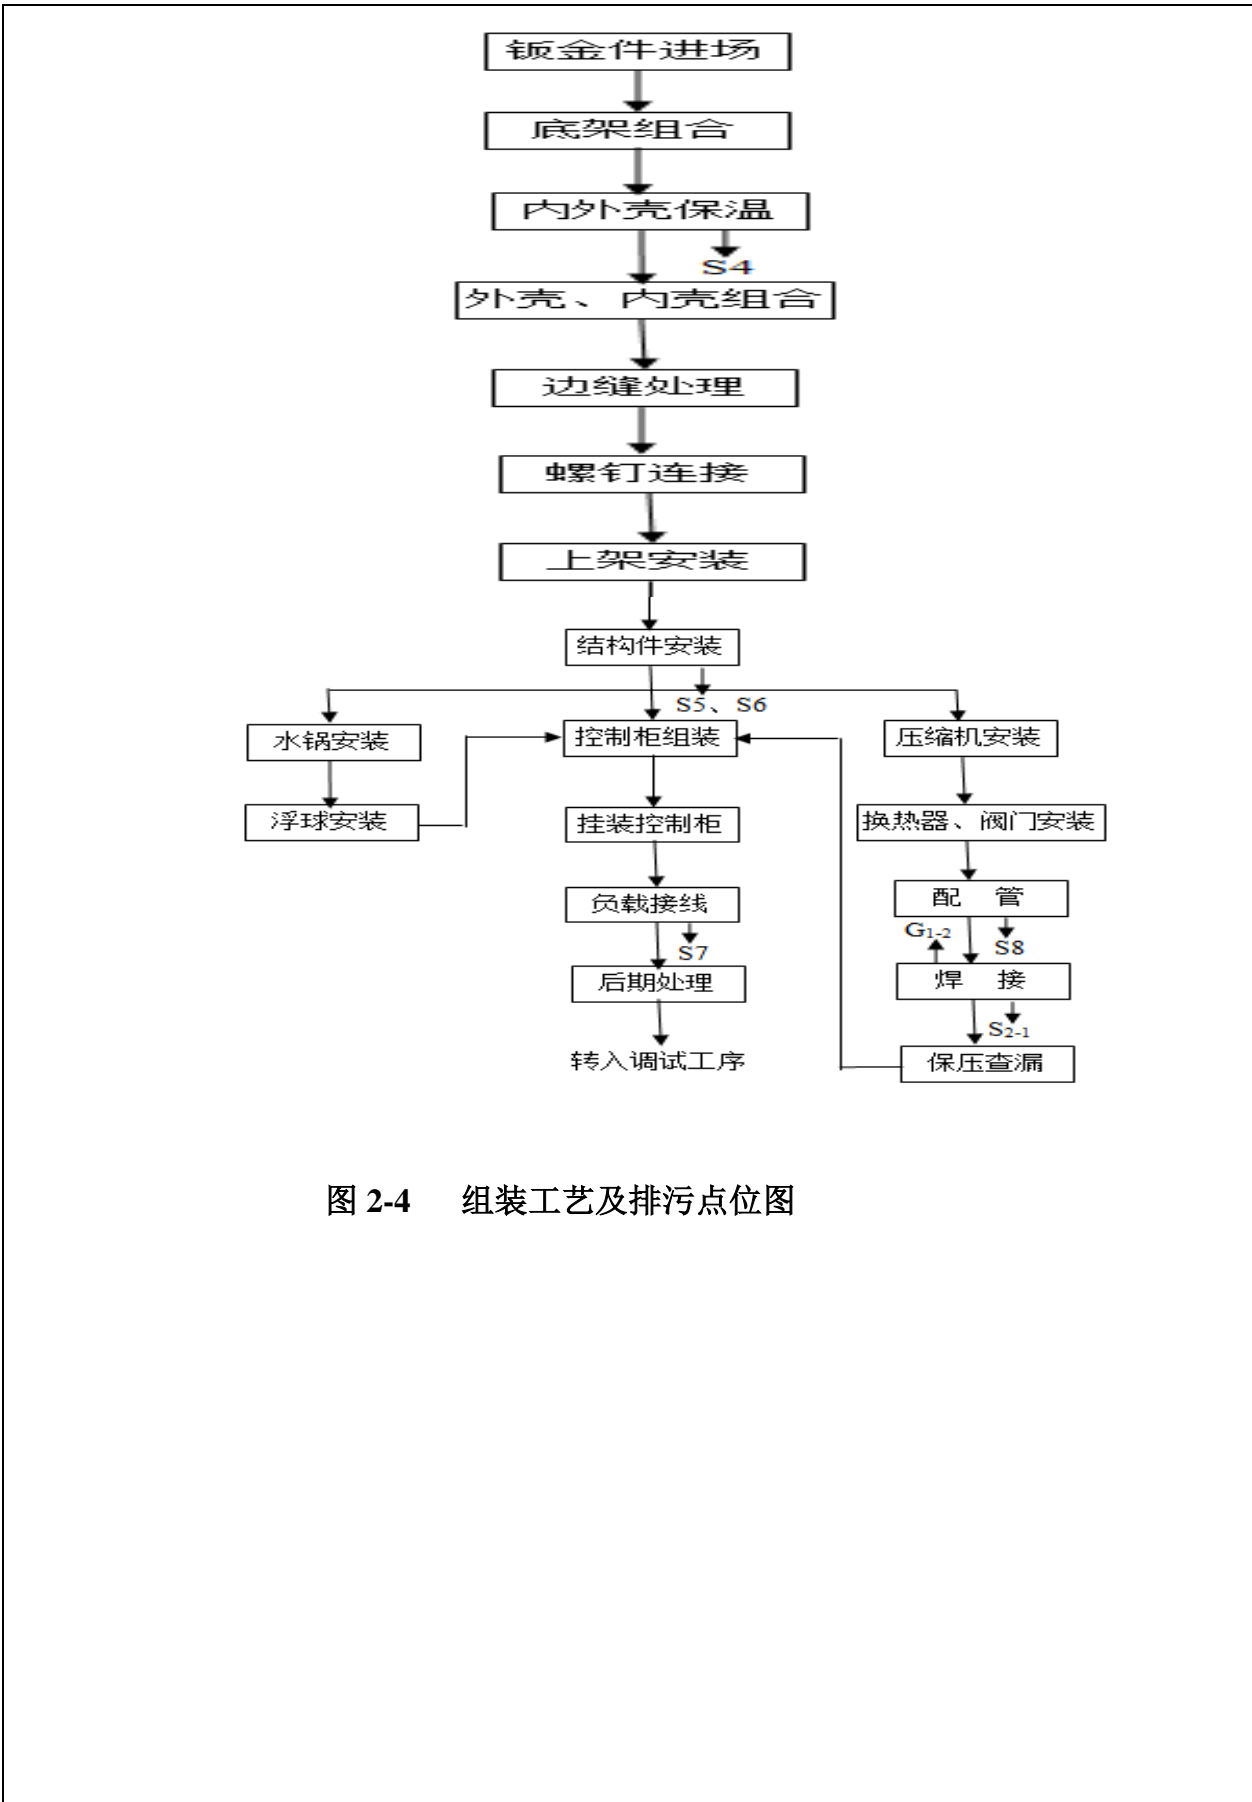 钣金件进场
底架组合
内外壳保温
S4
外壳、内壳组合
边缝处理
螺钉连接
上架安装
结构件安装
S5、S6
水锅安装
控制柜组装
压缩机安装
浮球安装
挂装控制柜
换热器、阀门安装
负载接线
配 管
G1-2
S7
S8
后期处理
焊 接
S2-1
转入调试工序
保压查漏
图 2-4 组装工艺及排污点位图